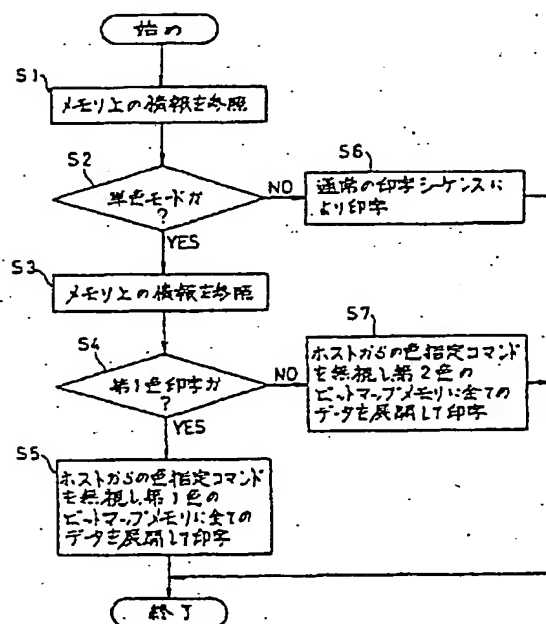 始め
S1
メモリ上の情報を参照
S2
単色モードか
?
NO
YES
S6
通常の印字シーケンスに
より印字
S3
メモリ上の情報を参照
S4
第1色印字か
?
NO
YES
S7
ホストからの色指定コマンド
を無視し第2色の
ビットマップメモリに全ての
データを展開して印字
S5
ホストからの色指定コマンド
を無視し第1色の
ビットマップメモリに全ての
データを展開して印字
終了